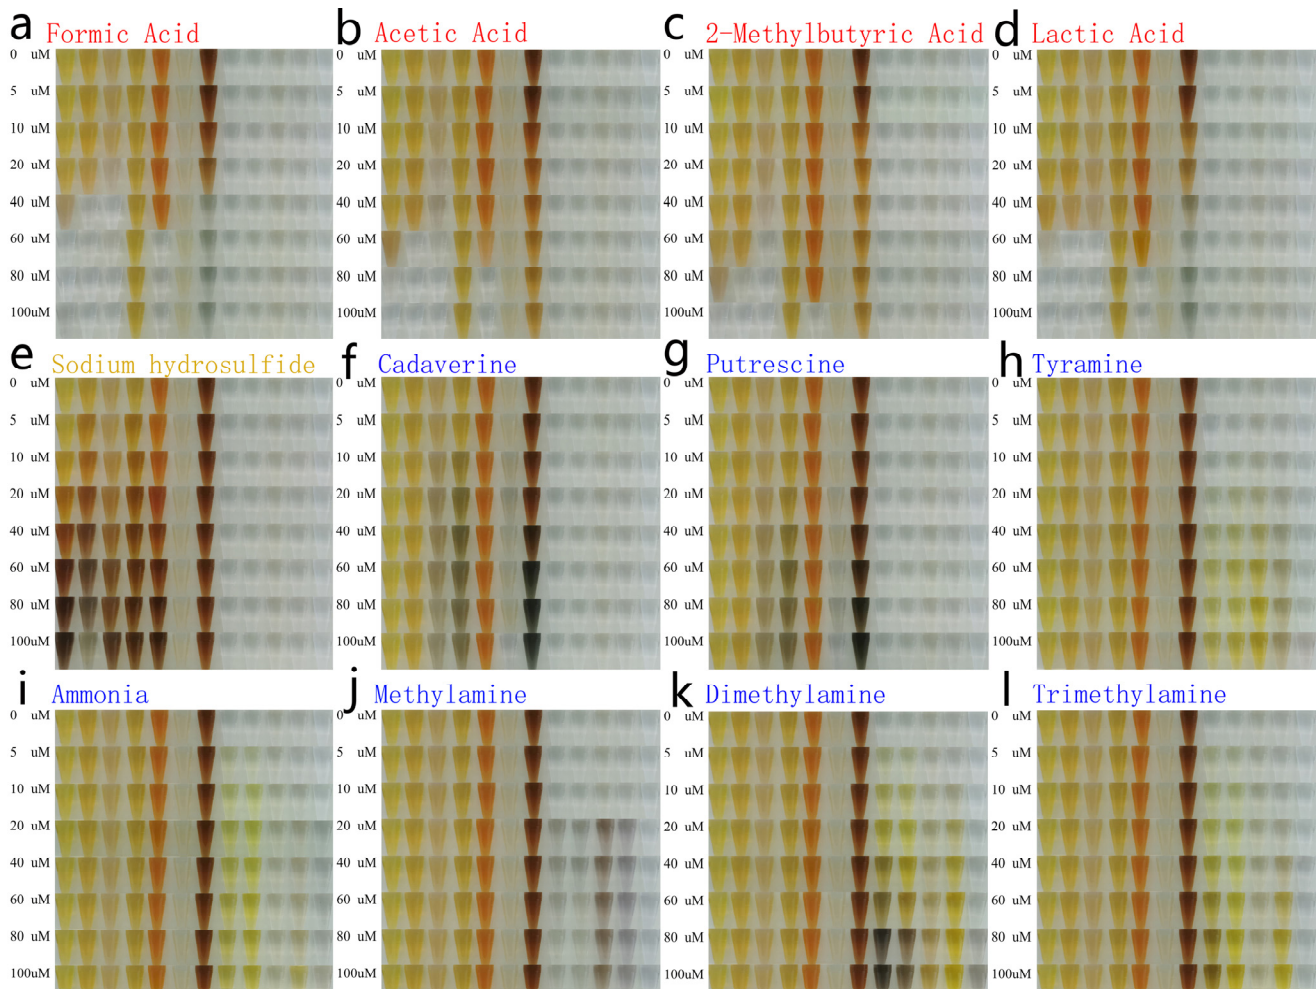 a Formic Acid
0 uM
5 uM
10 uM
20 uM
40 uM
60 uM
80 uM
100uM
b Acetic Acid
0 uM
5 uM
10 uM
20 uM
40 uM
60 uM
80 uM
100uM
c 2-Methylbutyric Acid
0 uM
5 uM
10 uM
20 uM
40 uM
60 uM
80 uM
100uM
d Lactic Acid
0 uM
5 uM
10 uM
20 uM
40 uM
60 uM
80 uM
100uM
e Sodium hydrosulfide
0 uM
5 uM
10 uM
20 uM
40 uM
60 uM
80 uM
100uM
f Cadaverine
0 uM
5 uM
10 uM
20 uM
40 uM
60 uM
80 uM
100uM
g Putrescine
0 uM
5 uM
10 uM
20 uM
40 uM
60 uM
80 uM
100uM
h Tyramine
0 uM
5 uM
10 uM
20 uM
40 uM
60 uM
80 uM
100uM
i Ammonia
0 uM
5 uM
10 uM
20 uM
40 uM
60 uM
80 uM
100uM
j Methylamine
0 uM
5 uM
10 uM
20 uM
40 uM
60 uM
80 uM
100uM
k Dimethylamine
0 uM
5 uM
10 uM
20 uM
40 uM
60 uM
80 uM
100uM
l Trimethylamine
0 uM
5 uM
10 uM
20 uM
40 uM
60 uM
80 uM
100uM